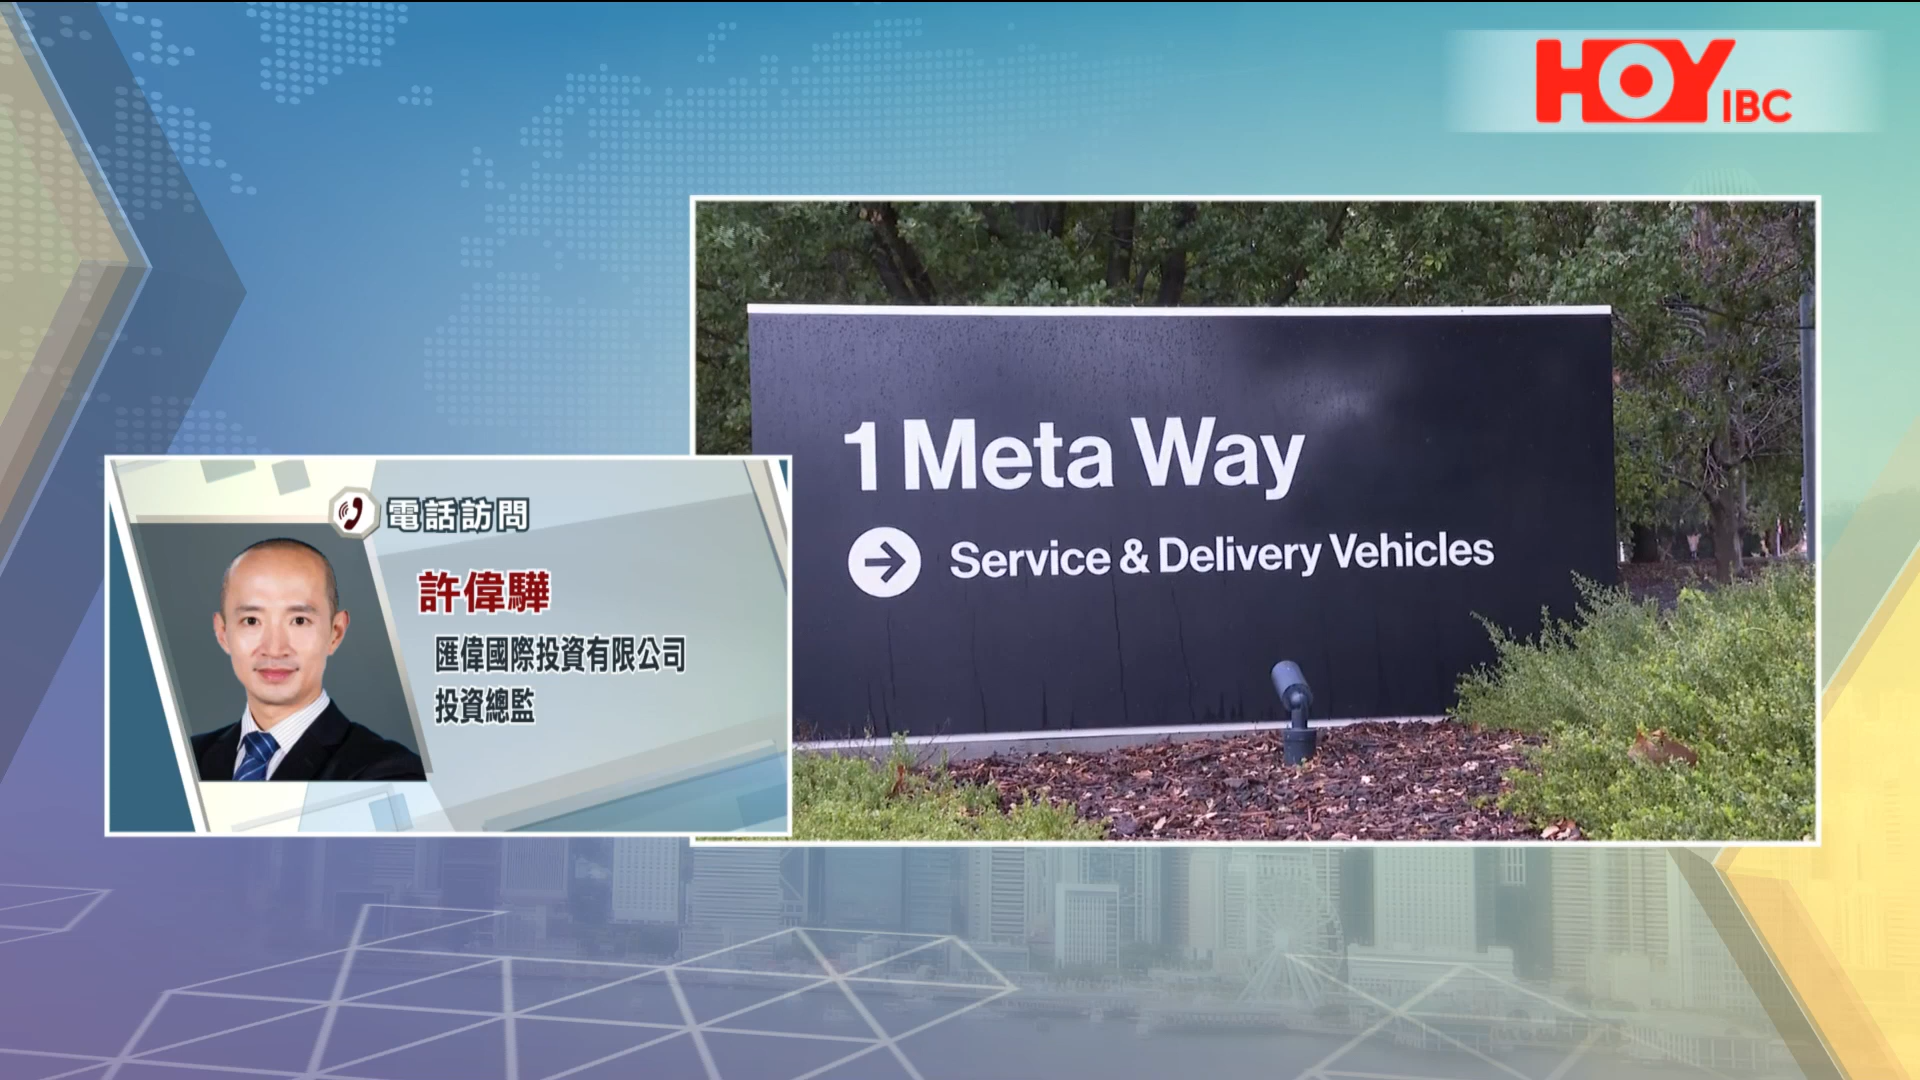 HOY IBC
1 Meta Way
Service & Delivery Vehicles
電話訪問
許偉驊
匯偉國際投資有限公司
投資總監